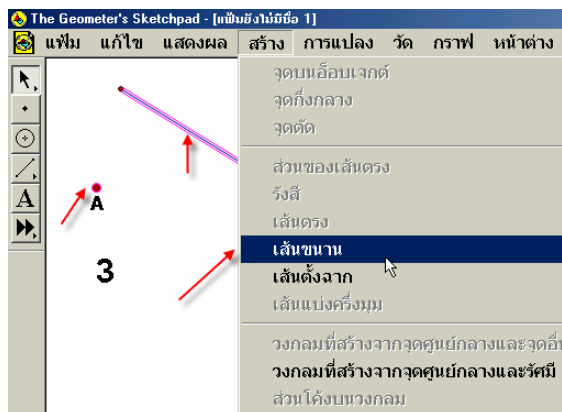 The Geometer's Sketchpad - [แฟ้มยังไม่มีชื่อ 1]
แฟ้ม แก้ไข แสดงผล สร้าง การแปลง วัด กราฟ หน้าต่าง
จุดบนอ็อบเจกต์
จุดกึ่งกลาง
จุดตัด
ส่วนของเส้นตรง
รังสี
เส้นตรง
เส้นขนาน
เส้นตั้งฉาก
เส้นแบ่งครึ่งมุม
วงกลมที่สร้างจากจุดศูนย์กลางและจุดอื่น
วงกลมที่สร้างจากจุดศูนย์กลางและรัศมี
ส่วนโค้งบนวงกลม
A
A
3